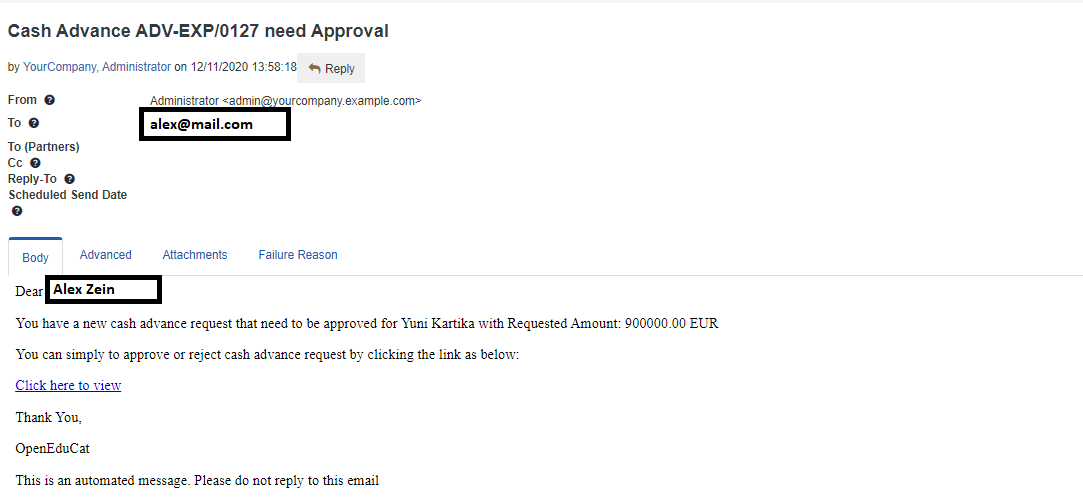 Cash Advance ADV-EXP/0127 need Approval
by YourCompany, Administrator on 12/11/2020 13:58:18 Reply
From ? Administrator <admin@yourcompany.example.com>
To ? alex@mail.com
To (Partners)
Cc ?
Reply-To ?
Scheduled Send Date
?
Body Advanced Attachments Failure Reason
Dear Alex Zein
You have a new cash advance request that need to be approved for Yuni Kartika with Requested Amount: 900000.00 EUR
You can simply to approve or reject cash advance request by clicking the link as below:
Click here to view
Thank You,
OpenEduCat
This is an automated message. Please do not reply to this email